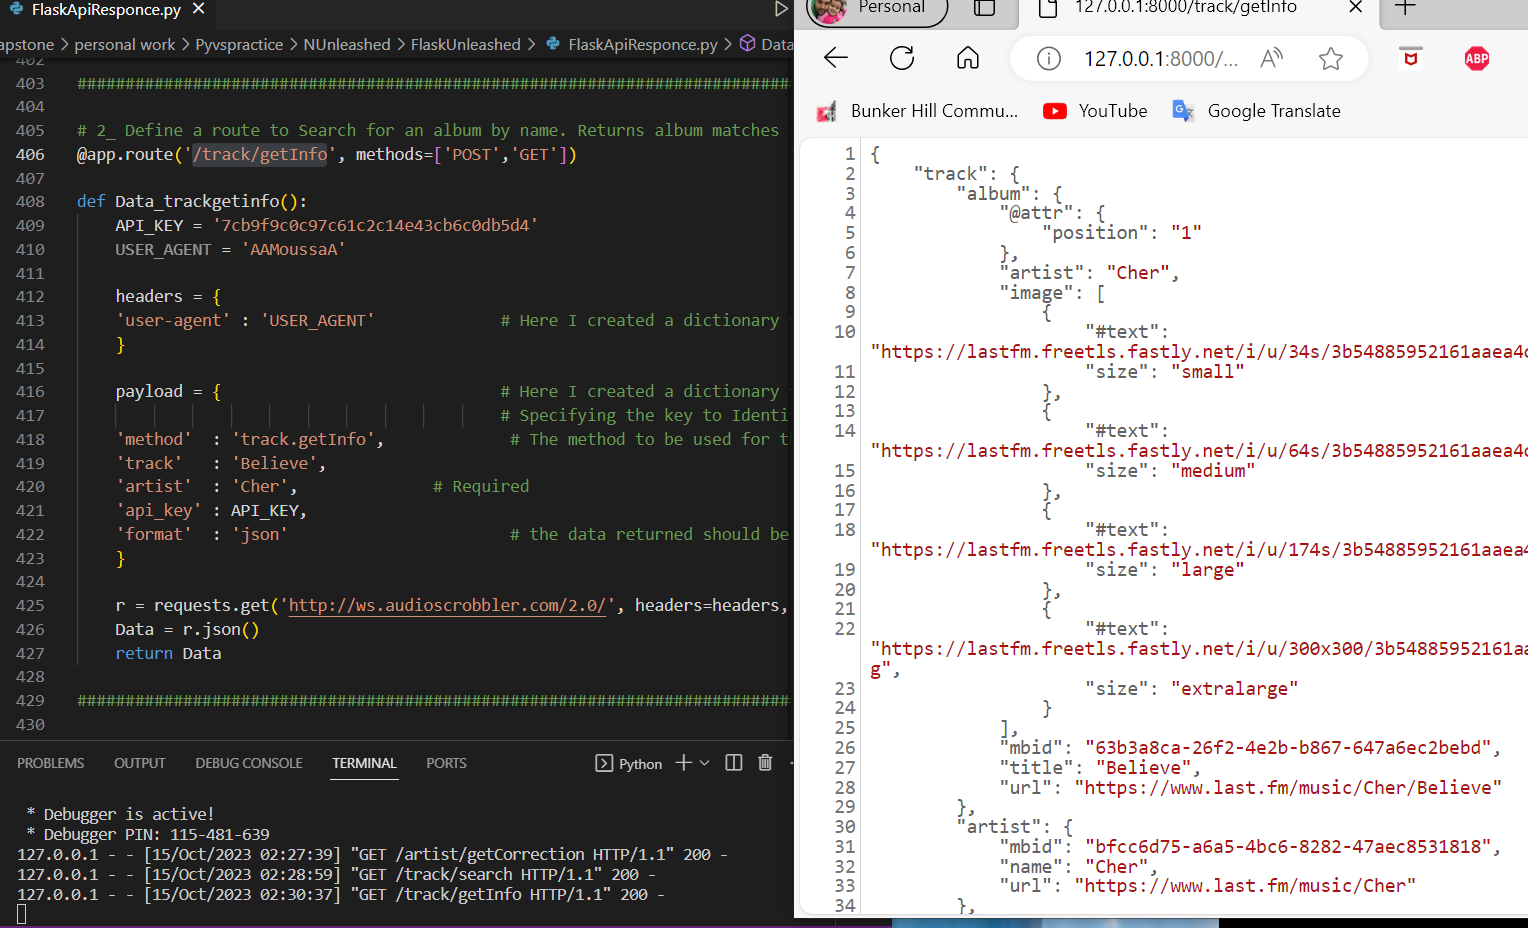 FlaskApiResponce.py
apstone > personal work > Pyvspractice > NUnleashed > FlaskUnleashed > FlaskApiResponce.py > Data
402
403 ##########################################################################
404
405 # 2_ Define a route to Search for an album by name. Returns album matches
406 @app.route('/track/getInfo', methods=['POST','GET'])
407
408 def Data_trackgetinfo():
409 API_KEY = '7cb9f9c0c97c61c2c14e43cb6c0db5d4'
410 USER_AGENT = 'AAMoussaA'
411
412 headers = {
413 'user-agent' : 'USER_AGENT' # Here I created a dictionary
414 }
415
416 payload = { # Here I created a dictionary
417 # Specifying the key to Identi
418 'method' : 'track.getInfo', # The method to be used for t
419 'track' : 'Believe',
420 'artist' : 'Cher', # Required
421 'api_key' : API_KEY,
422 'format' : 'json' # the data returned should be
423 }
424
425 r = requests.get('http://ws.audioscrobbler.com/2.0/', headers=headers,
426 Data = r.json()
427 return Data
428
429 ##########################################################################
430
PROBLEMS OUTPUT DEBUG CONSOLE TERMINAL PORTS Python
* Debugger is active!
* Debugger PIN: 115-481-639
127.0.0.1 - - [15/Oct/2023 02:27:39] "GET /artist/getCorrection HTTP/1.1" 200 -
127.0.0.1 - - [15/Oct/2023 02:28:59] "GET /track/search HTTP/1.1" 200 -
127.0.0.1 - - [15/Oct/2023 02:30:37] "GET /track/getInfo HTTP/1.1" 200 -
Personal 127.0.0.1:8000/track/getInfo
127.0.0.1:8000/... A ABP
Bunker Hill Commu... YouTube Google Translate
1 {
2 "track": {
3 "album": {
4 "@attr": {
5 "position": "1"
6 },
7 "artist": "Cher",
8 "image": [
9 {
10 "#text":
"https://lastfm.freetls.fastly.net/i/u/34s/3b54885952161aaea4
11 "size": "small"
12 },
13 {
14 "#text":
"https://lastfm.freetls.fastly.net/i/u/64s/3b54885952161aaea4
15 "size": "medium"
16 },
17 {
18 "#text":
"https://lastfm.freetls.fastly.net/i/u/174s/3b54885952161aaea
19 "size": "large"
20 },
21 {
22 "#text":
"https://lastfm.freetls.fastly.net/i/u/300x300/3b54885952161a
g",
23 "size": "extralarge"
24 }
25 ],
26 "mbid": "63b3a8ca-26f2-4e2b-b867-647a6ec2bebd",
27 "title": "Believe",
28 "url": "https://www.last.fm/music/Cher/Believe"
29 },
30 "artist": {
31 "mbid": "bfcc6d75-a6a5-4bc6-8282-47aec8531818",
32 "name": "Cher",
33 "url": "https://www.last.fm/music/Cher"
34 },